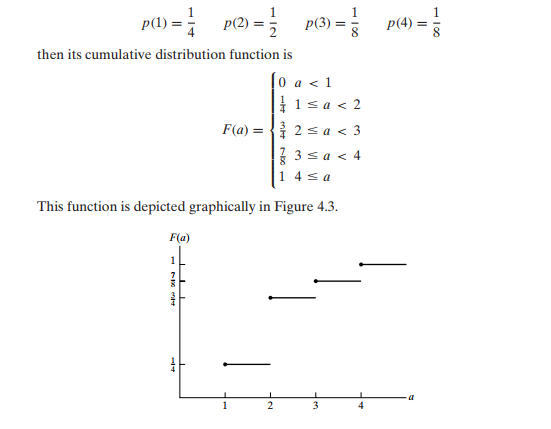 p(1) = 1/4 p(2) = 1/2 p(3) = 1/8 p(4) = 1/8
then its cumulative distribution function is
F(a) = { 0 a < 1
1/4 1 ≤ a < 2
3/4 2 ≤ a < 3
7/8 3 ≤ a < 4
1 4 ≤ a
This function is depicted graphically in Figure 4.3.
F(a)
1
7/8
3/4
1/4
1 2 3 4 a